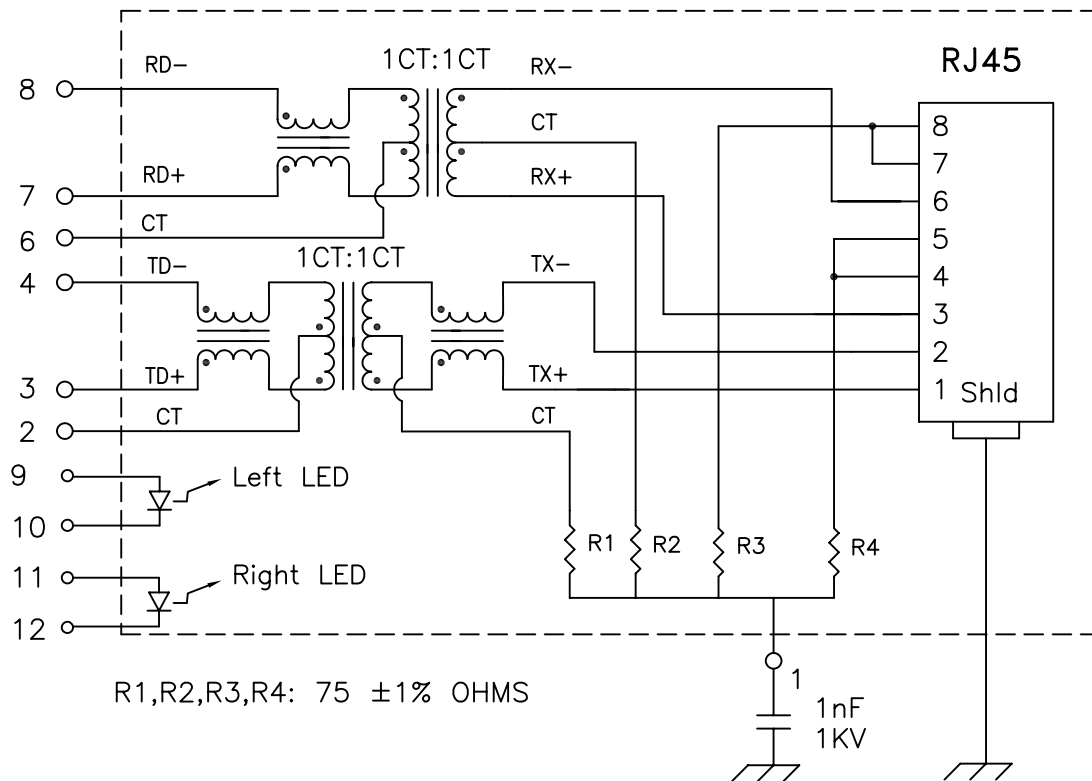 1CT:1CT
RJ45
RD-
RX-
8
CT
8
7
RD+
RX+
7
6
CT
6
5
1CT:1CT
4
TD-
TX-
4
3
2
3
TD+
TX+
1 Shld
CT
CT
2
9
Left LED
10
R1
R2
R3
R4
11
Right LED
12
1
R1,R2,R3,R4: 75 ±1% OHMS
1nF
1KV